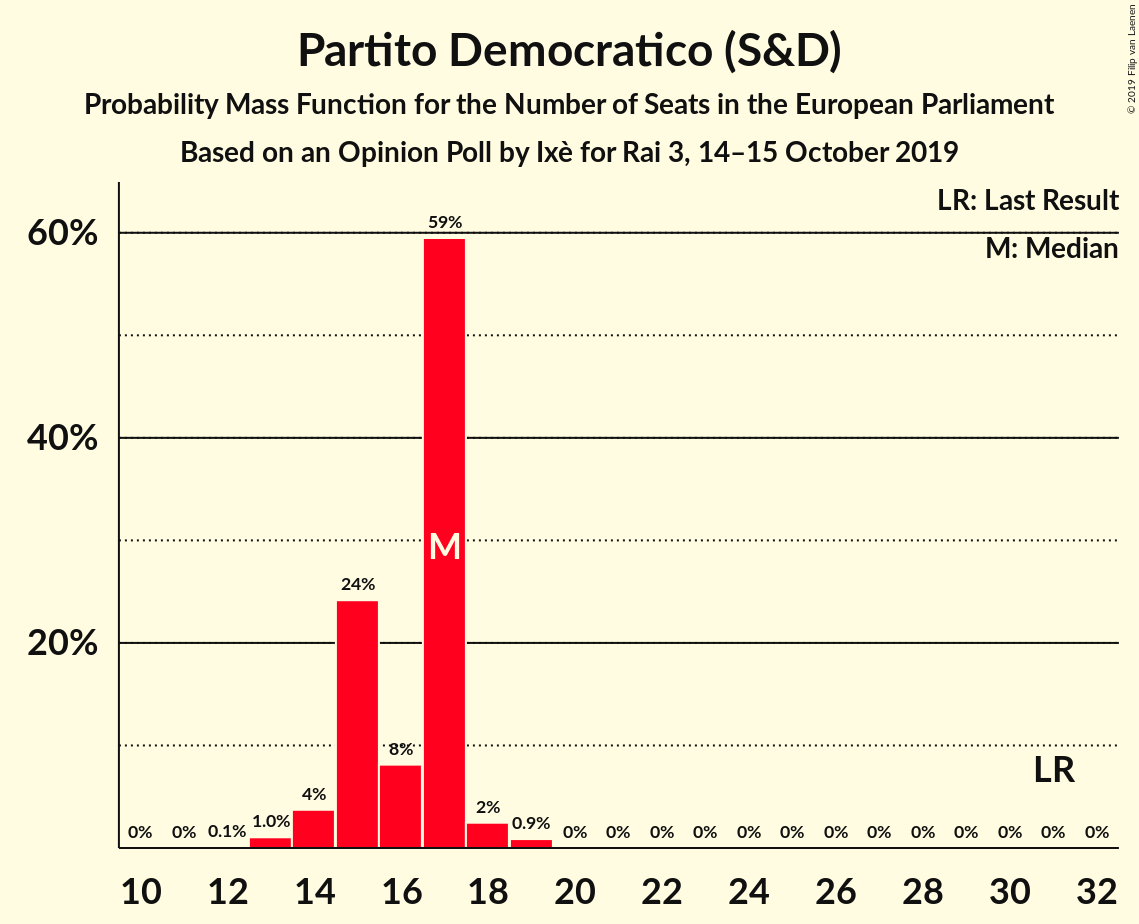 Partito Democratico (S&D)
Probability Mass Function for the Number of Seats in the European Parliament
Based on an Opinion Poll by Ixè for Rai 3, 14–15 October 2019
© 2019 Filip van Laenen
LR: Last Result
M: Median
60%
40%
20%
0% 0% 0.1% 1.0% 4% 24% 8% 59% 2% 0.9% 0% 0% 0% 0% 0% 0% 0% 0% 0% 0% 0% 0% 0%
M
LR
10 12 14 16 18 20 22 24 26 28 30 32